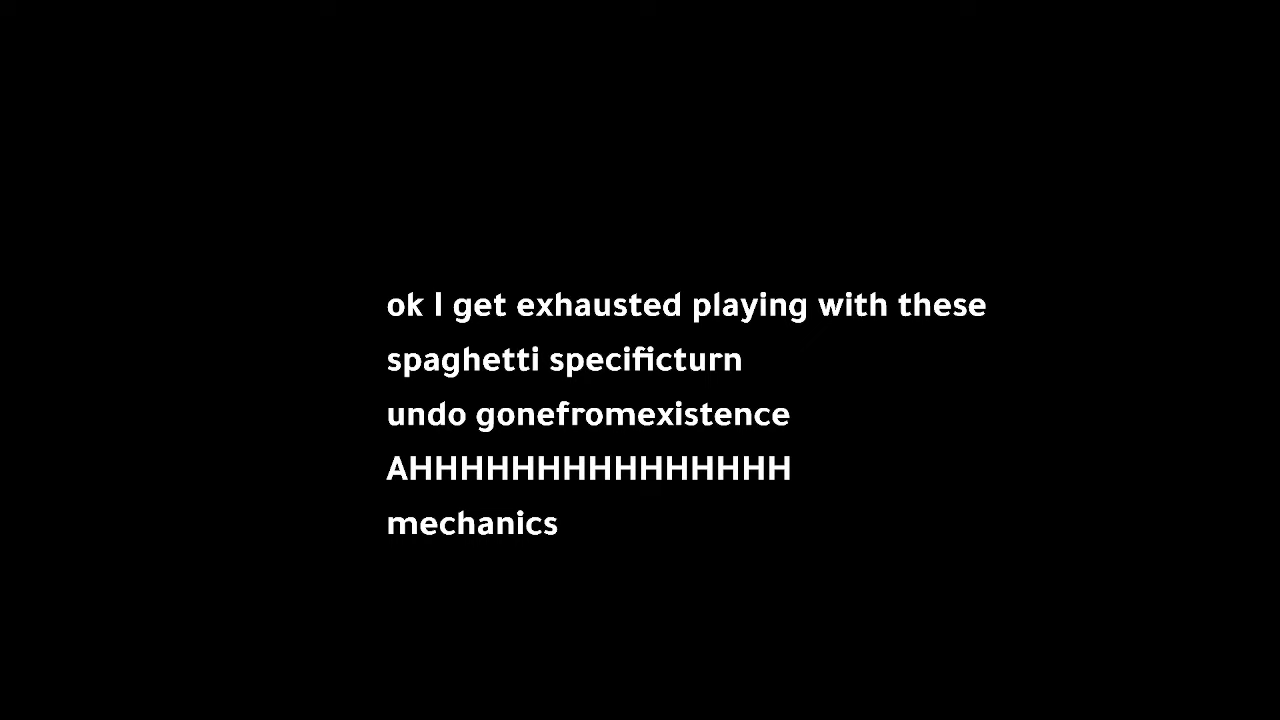 ok I get exhausted playing with these
spaghetti specificturn
undo gonefromexistence
AHHHHHHHHHHHHHHH
mechanics